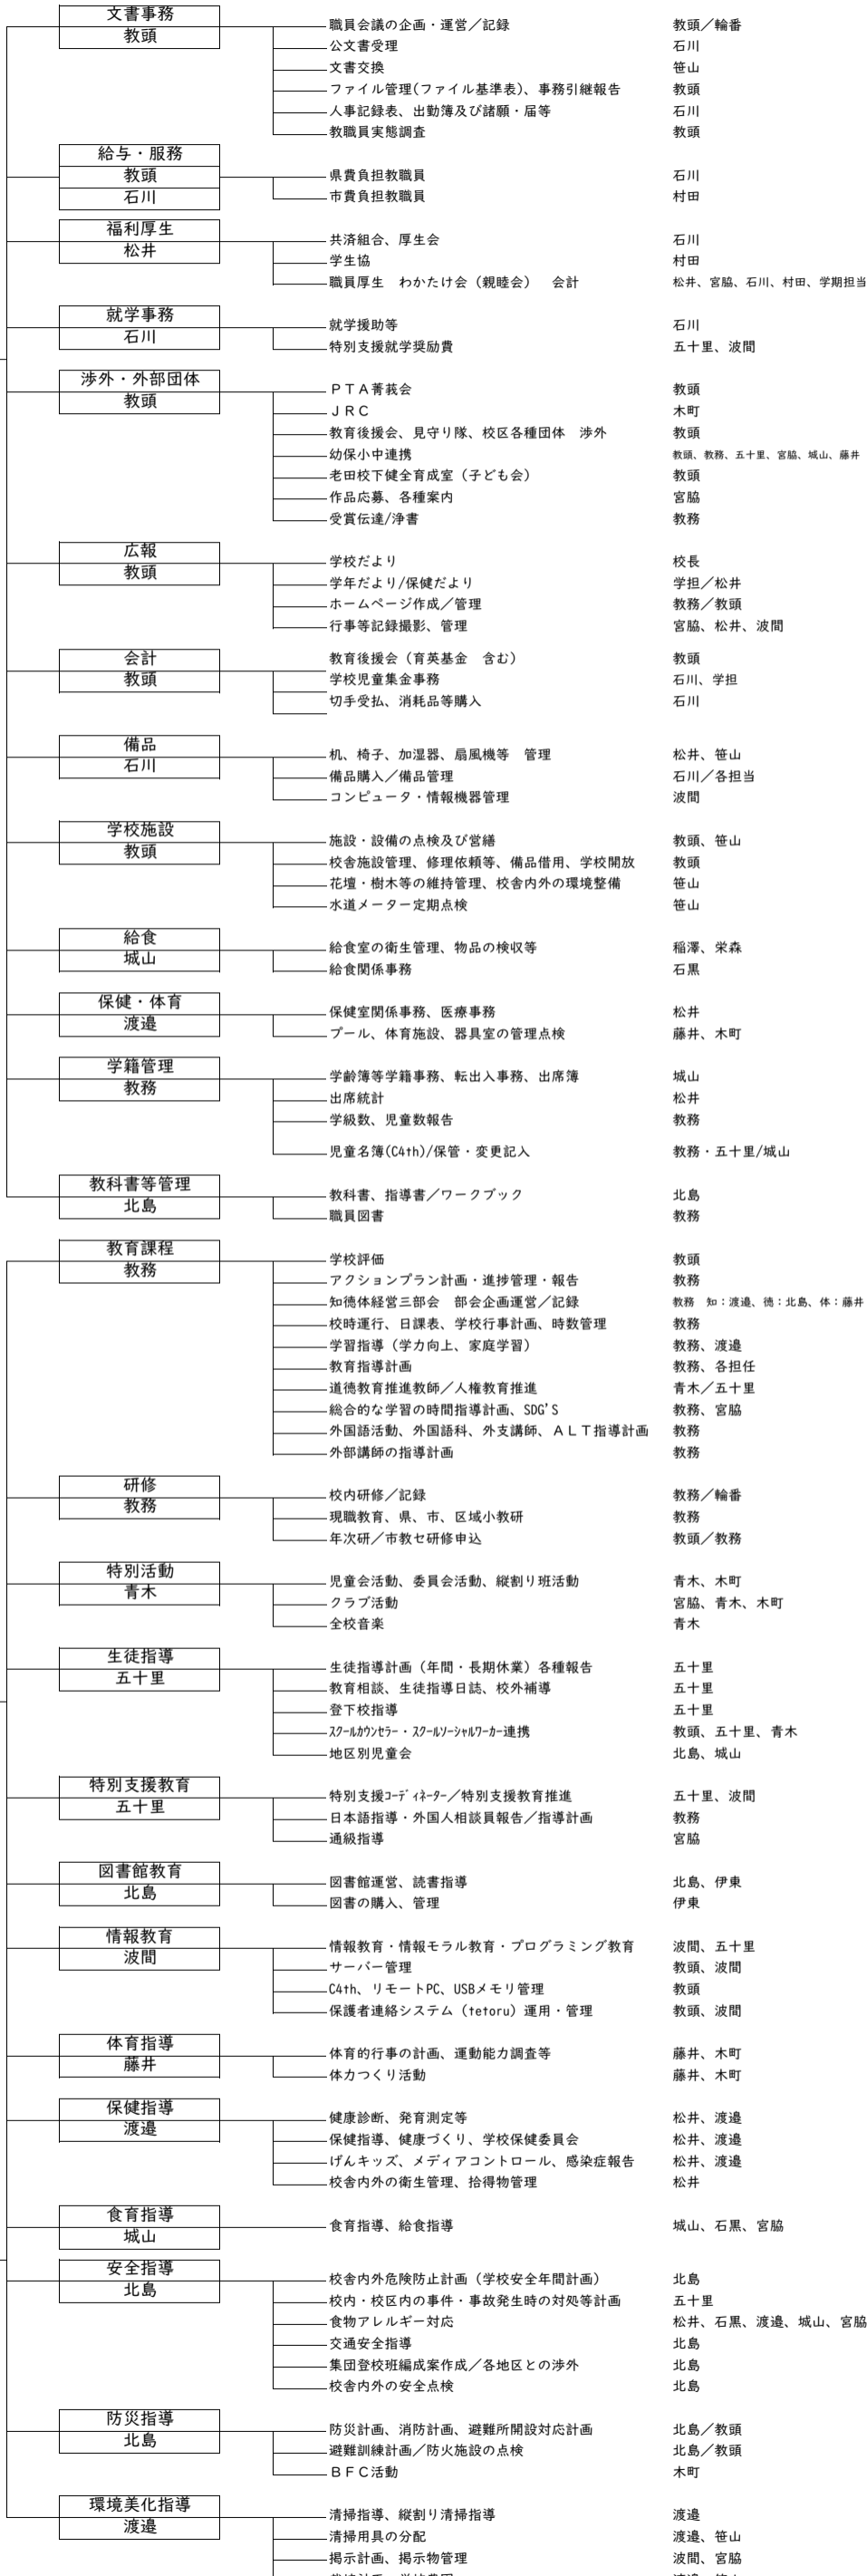 文書事務
教頭
職員会議の企画・運営／記録 教頭／輪番
公文書受理 石川
文書交換 笹山
ファイル管理(ファイル基準表)、事務引継報告 教頭
人事記録表、出勤簿及び諸願・届等 石川
教職員実態調査 教頭
給与・服務
教頭
石川
県費負担教職員 石川
市費負担教職員 村田
福利厚生
松井
共済組合、厚生会 石川
学生協 村田
職員厚生 わかたけ会（親睦会） 会計 松井、宮脇、石川、村田、学期担当
就学事務
石川
就学援助等 石川
特別支援就学奨励費 五十里、波間
渉外・外部団体
教頭
ＰＴＡ菁莪会 教頭
ＪＲＣ 木町
教育後援会、見守り隊、校区各種団体 渉外 教頭
幼保小中連携 教頭、教務、五十里、宮脇、城山、藤井
老田校下健全育成室（子ども会） 教頭
作品応募、各種案内 宮脇
受賞伝達/浄書 教務
広報
教頭
学校だより 校長
学年だより/保健だより 学担／松井
ホームページ作成／管理 教務／教頭
行事等記録撮影、管理 宮脇、松井、波間
会計
教頭
教育後援会（育英基金 含む） 教頭
学校児童集金事務 石川、学担
切手受払、消耗品等購入 石川
備品
石川
机、椅子、加湿器、扇風機等 管理 松井、笹山
備品購入／備品管理 石川／各担当
コンピュータ・情報機器管理 波間
学校施設
教頭
施設・設備の点検及び営繕 教頭、笹山
校舎施設管理、修理依頼等、備品借用、学校開放 教頭
花壇・樹木等の維持管理、校舎内外の環境整備 笹山
水道メーター定期点検 笹山
給食
城山
給食室の衛生管理、物品の検収等 稲澤、栄森
給食関係事務 石黒
保健・体育
渡邉
保健室関係事務、医療事務 松井
プール、体育施設、器具室の管理点検 藤井、木町
学籍管理
教務
学齢簿等学籍事務、転出入事務、出席簿 城山
出席統計 松井
学級数、児童数報告 教務
児童名簿(C4th)/保管・変更記入 教務・五十里/城山
教科書等管理
北島
教科書、指導書／ワークブック 北島
職員図書 教務
教育課程
教務
学校評価 教頭
アクションプラン計画・進捗管理・報告 教務
知徳体経営三部会 部会企画運営／記録 教務 知：渡邉、徳：北島、体：藤井
校時運行、日課表、学校行事計画、時数管理 教務
学習指導（学力向上、家庭学習） 教務、渡邉
教育指導計画 教務、各担任
道徳教育推進教師／人権教育推進 青木／五十里
総合的な学習の時間指導計画、SDG'S 教務、宮脇
外国語活動、外国語科、外支講師、ＡＬＴ指導計画 教務
外部講師の指導計画 教務
研修
教務
校内研修／記録 教務／輪番
現職教育、県、市、区域小教研 教務
年次研／市教セ研修申込 教頭／教務
特別活動
青木
児童会活動、委員会活動、縦割り班活動 青木、木町
クラブ活動 宮脇、青木、木町
全校音楽 青木
生徒指導
五十里
生徒指導計画（年間・長期休業）各種報告 五十里
教育相談、生徒指導日誌、校外補導 五十里
登下校指導 五十里
ｽｸｰﾙｶｳﾝｾﾗｰ・ｽｸｰﾙｿｰｼｬﾙﾜｰｶｰ連携 教頭、五十里、青木
地区別児童会 北島、城山
特別支援教育
五十里
特別支援ｺｰﾃﾞｨﾈｰﾀｰ／特別支援教育推進 五十里、波間
日本語指導・外国人相談員報告／指導計画 教務
通級指導 宮脇
図書館教育
北島
図書館運営、読書指導 北島、伊東
図書の購入、管理 伊東
情報教育
波間
情報教育・情報モラル教育・プログラミング教育 波間、五十里
サーバー管理 教頭、波間
C4th、リモートPC、USBメモリ管理 教頭
保護者連絡システム（tetoru）運用・管理 教頭、波間
体育指導
藤井
体育的行事の計画、運動能力調査等 藤井、木町
体力つくり活動 藤井、木町
保健指導
渡邉
健康診断、発育測定等 松井、渡邉
保健指導、健康づくり、学校保健委員会 松井、渡邉
げんキッズ、メディアコントロール、感染症報告 松井、渡邉
校舎内外の衛生管理、拾得物管理 松井
食育指導
城山
食育指導、給食指導 城山、石黒、宮脇
安全指導
北島
校舎内外危険防止計画（学校安全年間計画） 北島
校内・校区内の事件・事故発生時の対処等計画 五十里
食物アレルギー対応 松井、石黒、渡邉、城山、宮脇
交通安全指導 北島
集団登校班編成案作成／各地区との渉外 北島
校舎内外の安全点検 北島
防災指導
北島
防災計画、消防計画、避難所開設対応計画 北島／教頭
避難訓練計画／防火施設の点検 北島／教頭
ＢＦＣ活動 木町
環境美化指導
渡邉
清掃指導、縦割り清掃指導 渡邉
清掃用具の分配 渡邉、笹山
掲示計画、掲示物管理 波間、宮脇